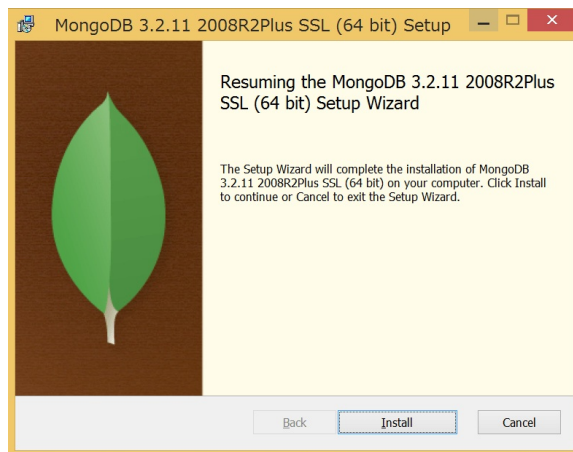 MongoDB 3.2.11 2008R2Plus SSL (64 bit) Setup
Resuming the MongoDB 3.2.11 2008R2Plus
SSL (64 bit) Setup Wizard
The Setup Wizard will complete the installation of MongoDB
3.2.11 2008R2Plus SSL (64 bit) on your computer. Click Install
to continue or Cancel to exit the Setup Wizard.
Back Install Cancel